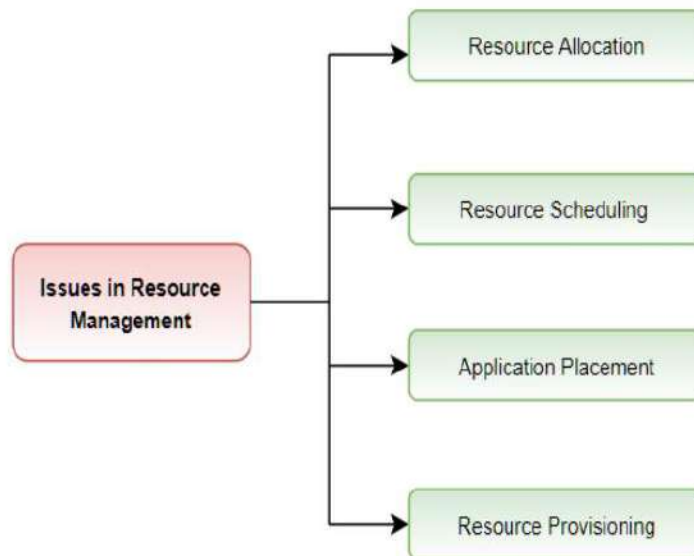 Resource Allocation
Resource Scheduling
Issues in Resource
Management
Application Placement
Resource Provisioning